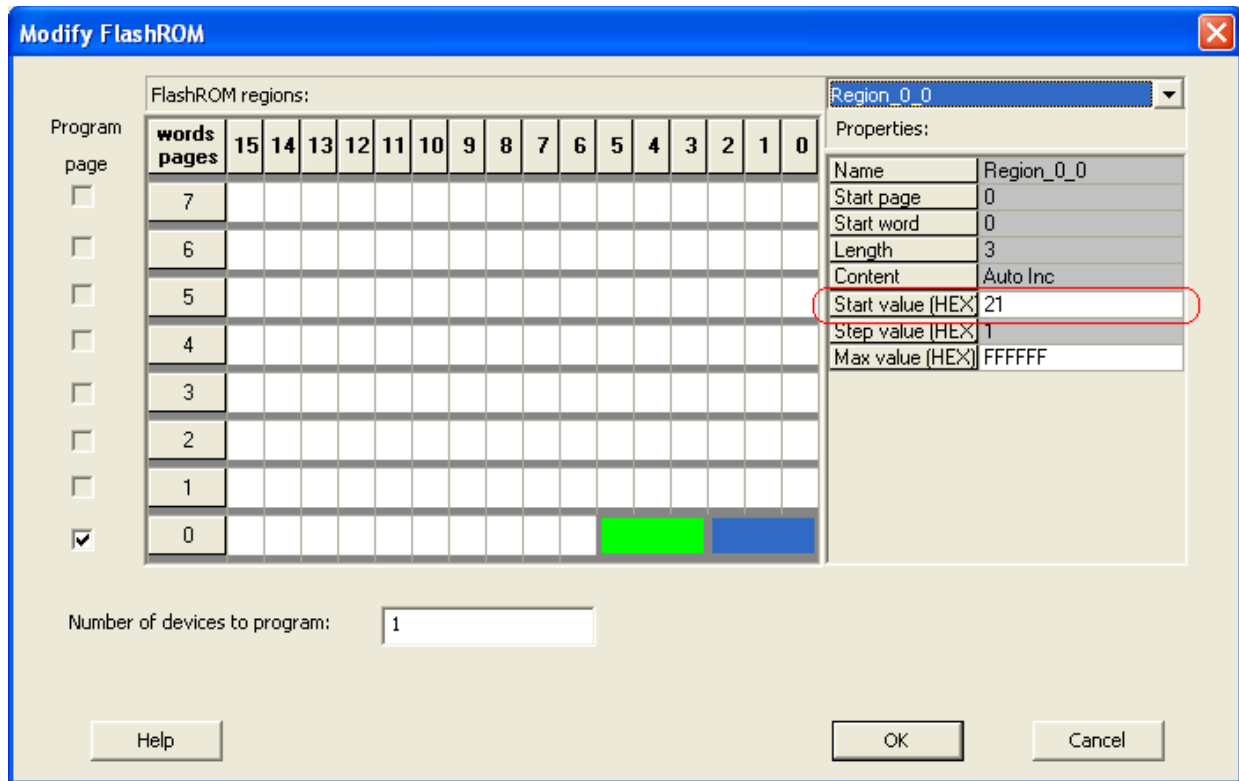 Modify FlashROM
FlashROM regions:
Region_0_0
Program page
words pages 15 14 13 12 11 10 9 8 7 6 5 4 3 2 1 0
7
6
5
4
3
2
1
0
Properties:
Name Region_0_0
Start page 0
Start word 0
Length 3
Content Auto Inc
Start value (HEX) 21
Step value (HEX) 1
Max value (HEX) FFFFFF
Number of devices to program: 1
Help
OK
Cancel